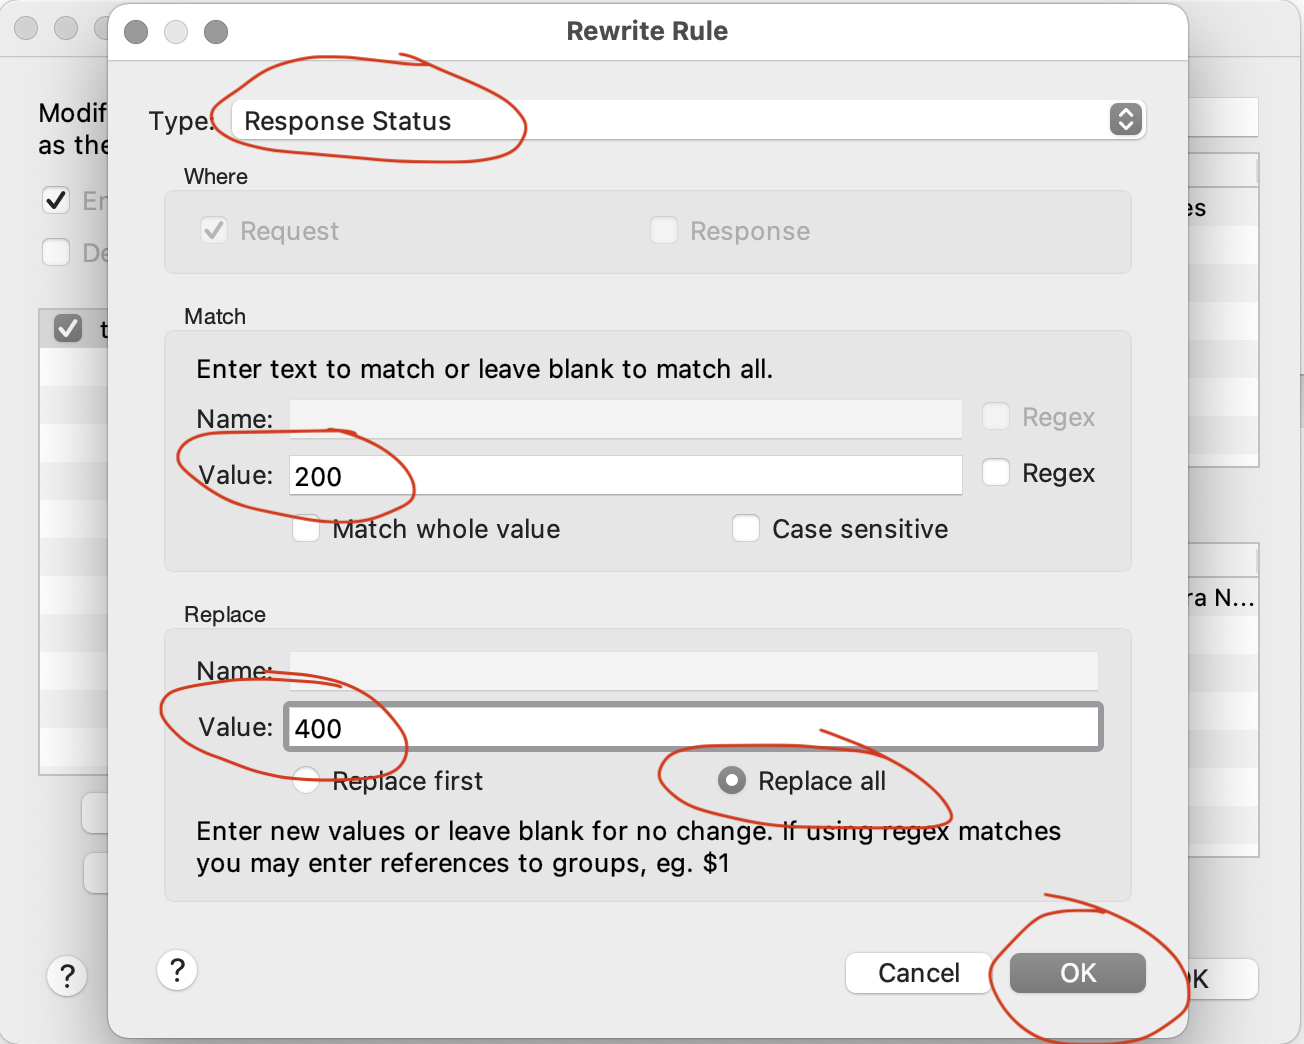 Rewrite Rule
Modif
as the
Type: Response Status
Where
Request Response
Match
Enter text to match or leave blank to match all.
Name: Regex
Value: 200 Regex
Match whole value Case sensitive
Replace
Name:
Value: 400
Replace first Replace all
Enter new values or leave blank for no change. If using regex matches
you may enter references to groups, eg. $1
? ? Cancel OK
En
De
t
es
ra N...
OK